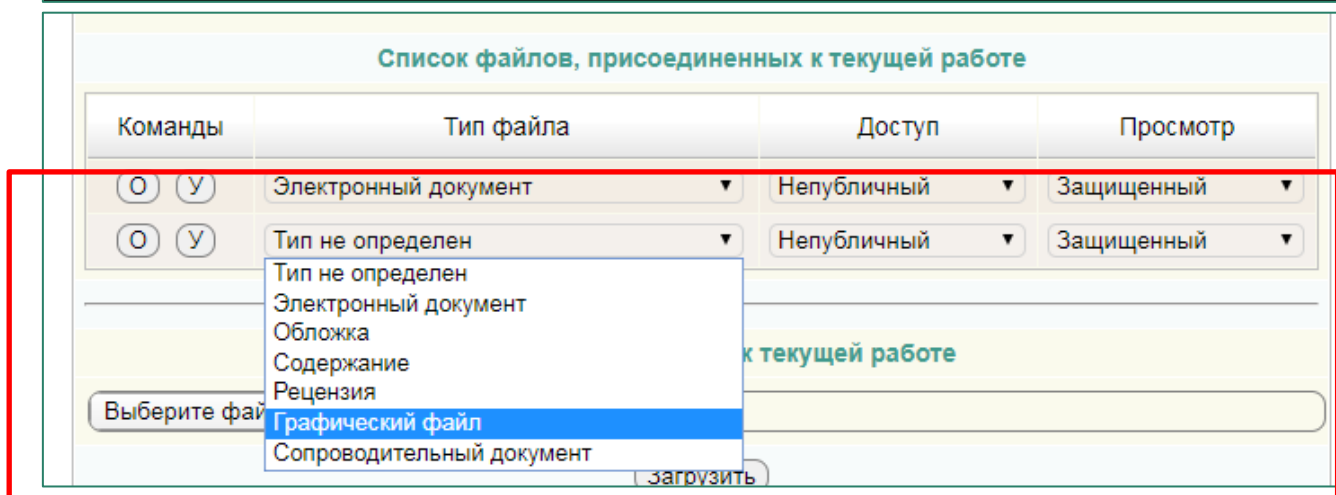 Список файлов, присоединенных к текущей работе
Команды Тип файла Доступ Просмотр
О У Электронный документ Непубличный Защищенный
О У Тип не определен Непубличный Защищенный
Тип не определен
Электронный документ
Обложка
Содержание
к текущей работе
Рецензия
Выберите фай
Графический файл
Сопроводительный документ
Загрузить